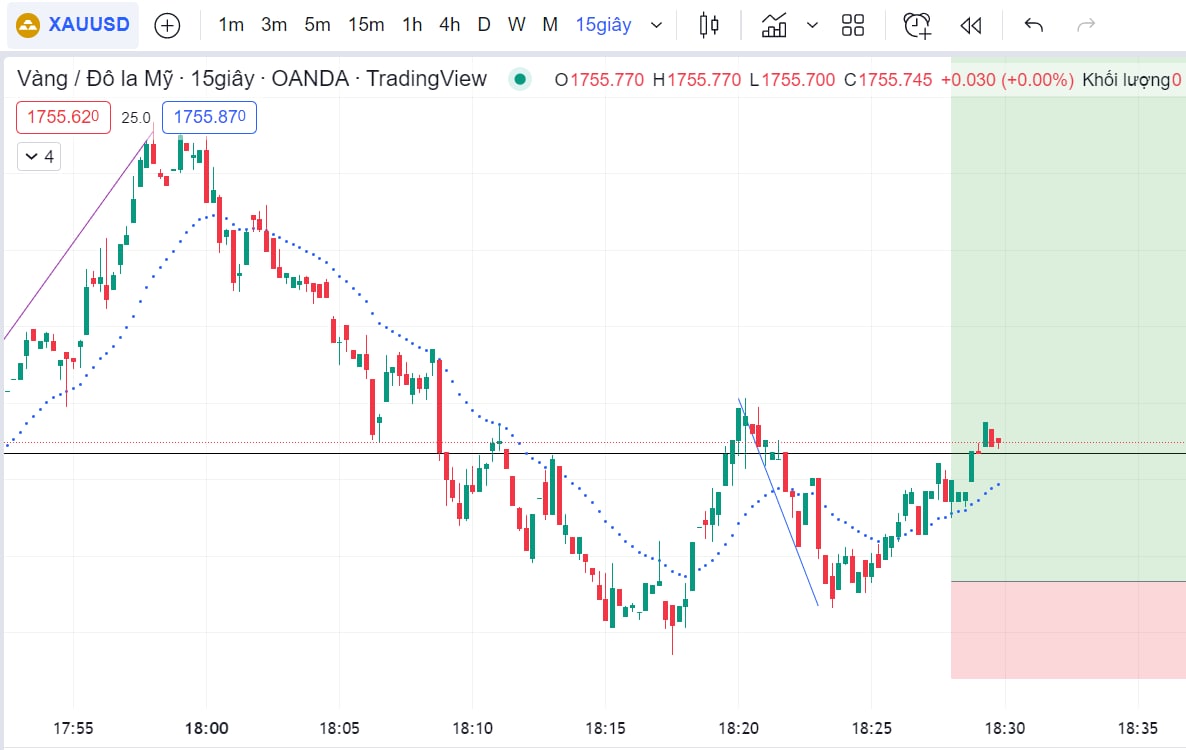 XAUUSD 1m 3m 5m 15m 1h 4h D W M 15giây
Vàng / Đô la Mỹ · 15giây · OANDA · TradingView O1755.770 H1755.770 L1755.700 C1755.745 +0.030 (+0.00%) Khối lượng0
1755.620 25.0 1755.870
4
17:55 18:00 18:05 18:10 18:15 18:20 18:25 18:30 18:35